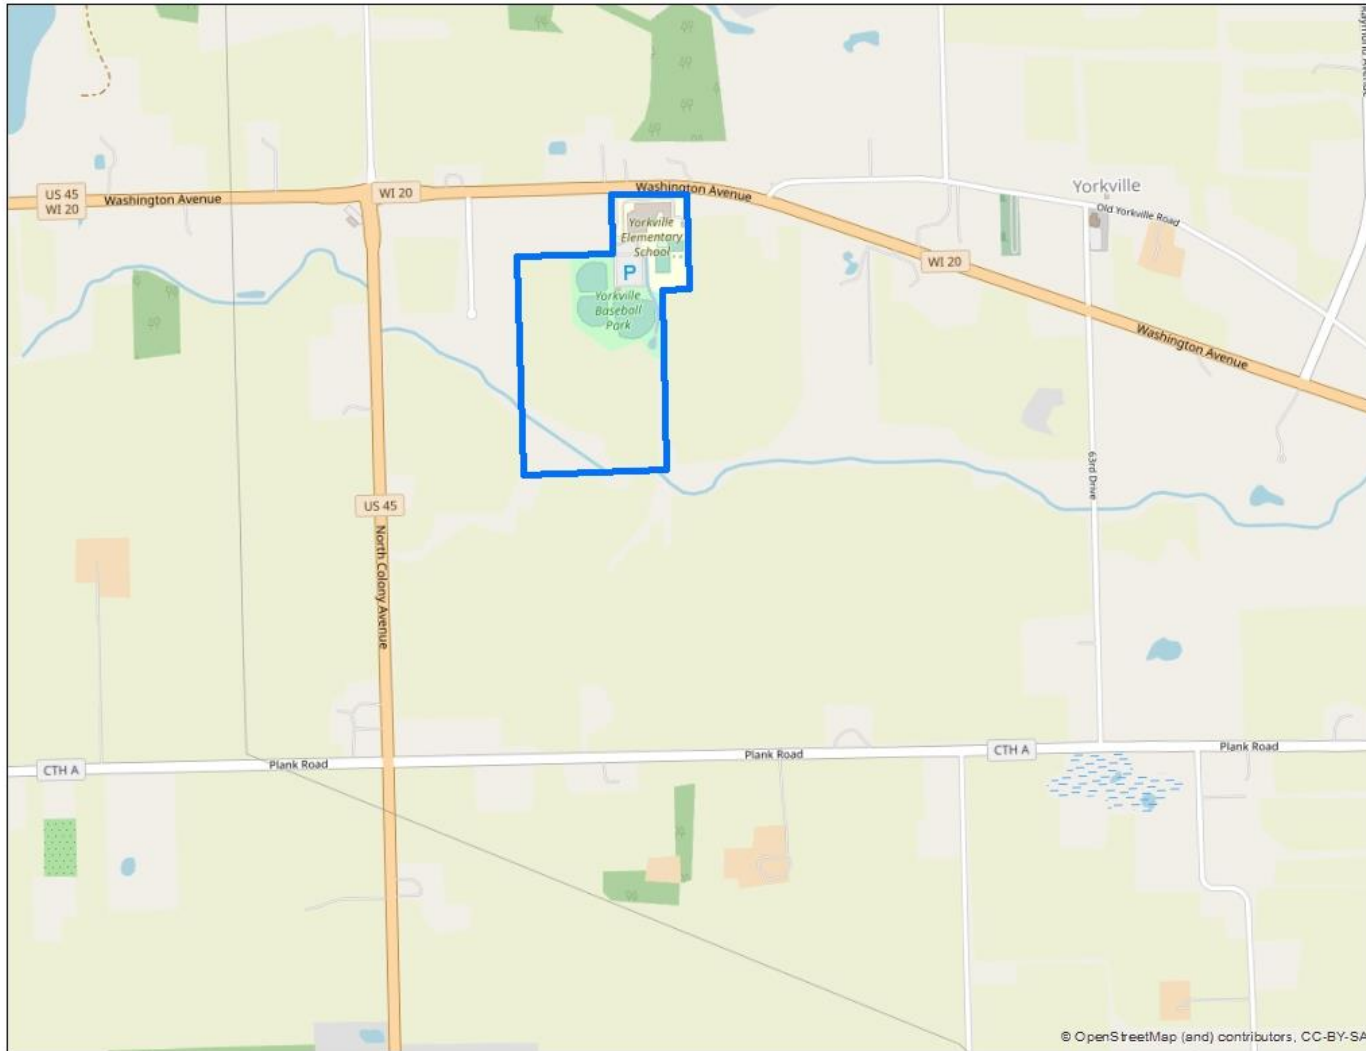 Raymond Avenue
US 45
WI 20
Washington Avenue
WI 20
Washington Avenue
Yorkville
Old Yorkville Road
Yorkville
Elementary
School
P
Yorkville
Baseball
Park
WI 20
Washington Avenue
63rd Drive
US 45
North Colony Avenue
CTH A
Plank Road
Plank Road
CTH A
Plank Road
© OpenStreetMap (and) contributors, CC-BY-SA